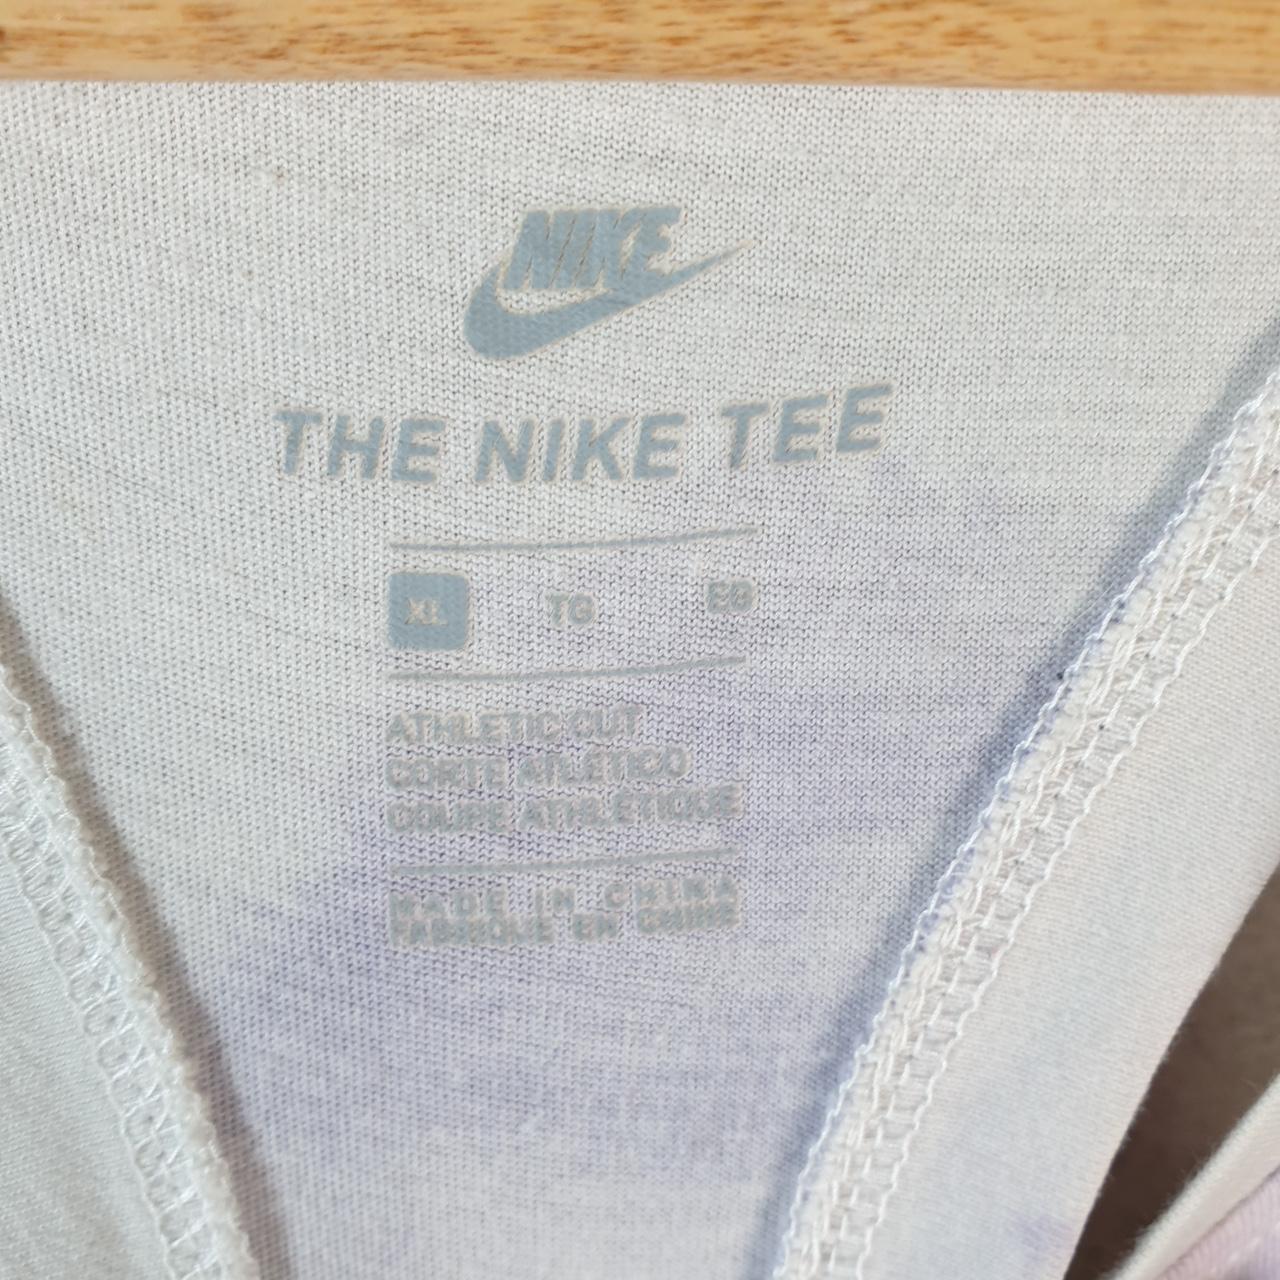 NIKE
THE NIKE TEE
XL TG EG
ATHLETIC CUT
CORTE ATLÉTICO
COUPE ATHLÉTIQUE
MADE IN CHINA
FABRIQUÉ EN CHINE